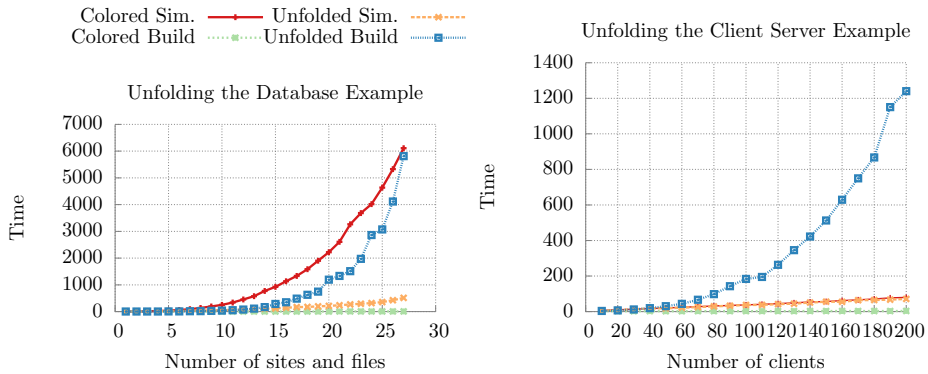 Colored Sim. Unfolded Sim.
Colored Build Unfolded Build
Unfolding the Database Example
7000
6000
5000
4000
3000
2000
1000
0
Time
0 5 10 15 20 25 30
Number of sites and files
Unfolding the Client Server Example
1400
1200
1000
800
600
400
200
0
Time
0 20 40 60 80 100 120 140 160 180 200
Number of clients